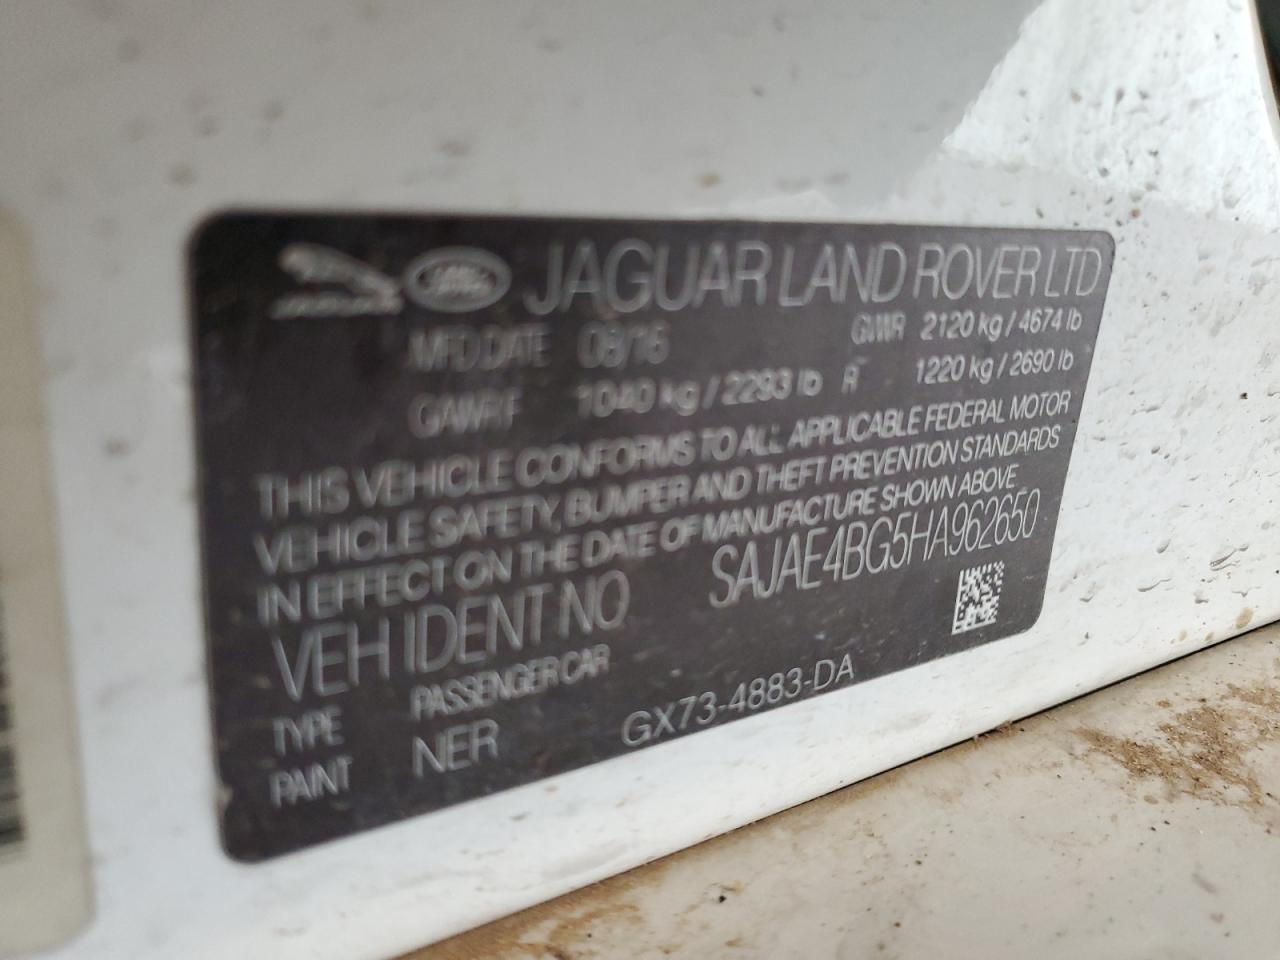 JAGUAR LAND ROVER LTD
MFD DATE 08/16 GVWR 2120 kg / 4674 lb
GAWR F 1040 kg / 2293 lb R 1220 kg / 2690 lb
THIS VEHICLE CONFORMS TO ALL APPLICABLE FEDERAL MOTOR
VEHICLE SAFETY, BUMPER AND THEFT PREVENTION STANDARDS
IN EFFECT ON THE DATE OF MANUFACTURE SHOWN ABOVE
VEH IDENT NO SAJAE4BG5HA962650
TYPE PASSENGER CAR
PAINT NER GX73-4883-DA